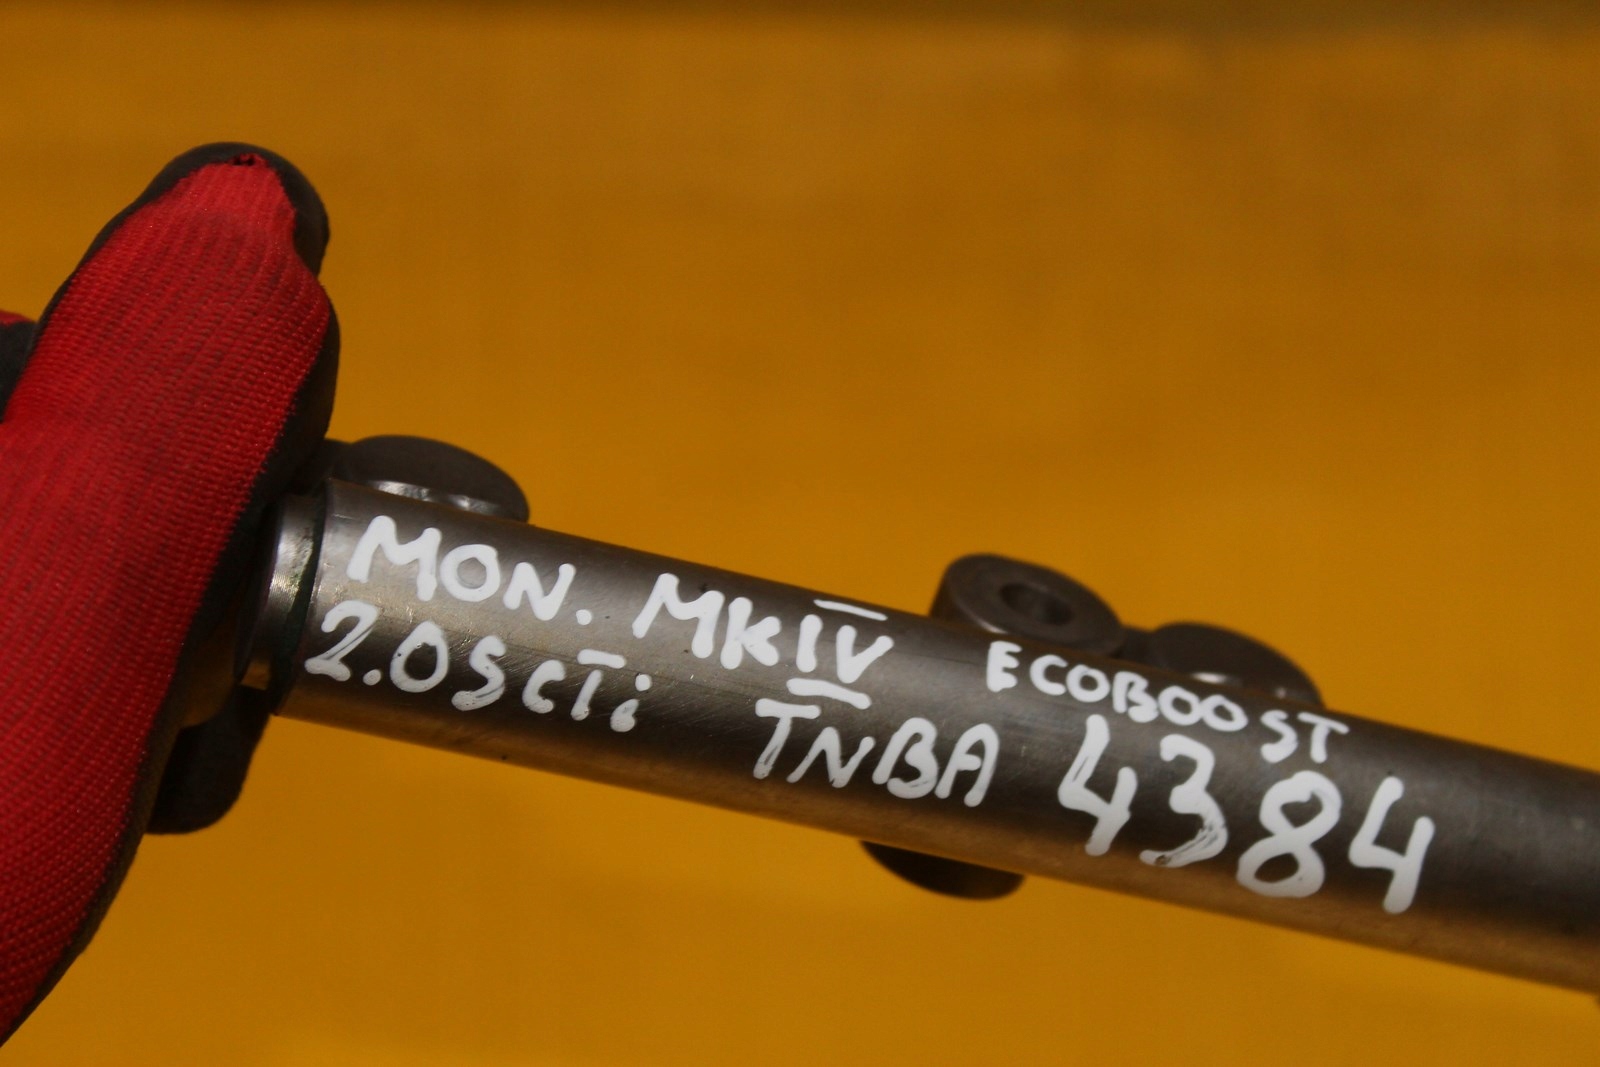 MON. MKIV ECOBOOST
2.0SCTi TNBA 4384